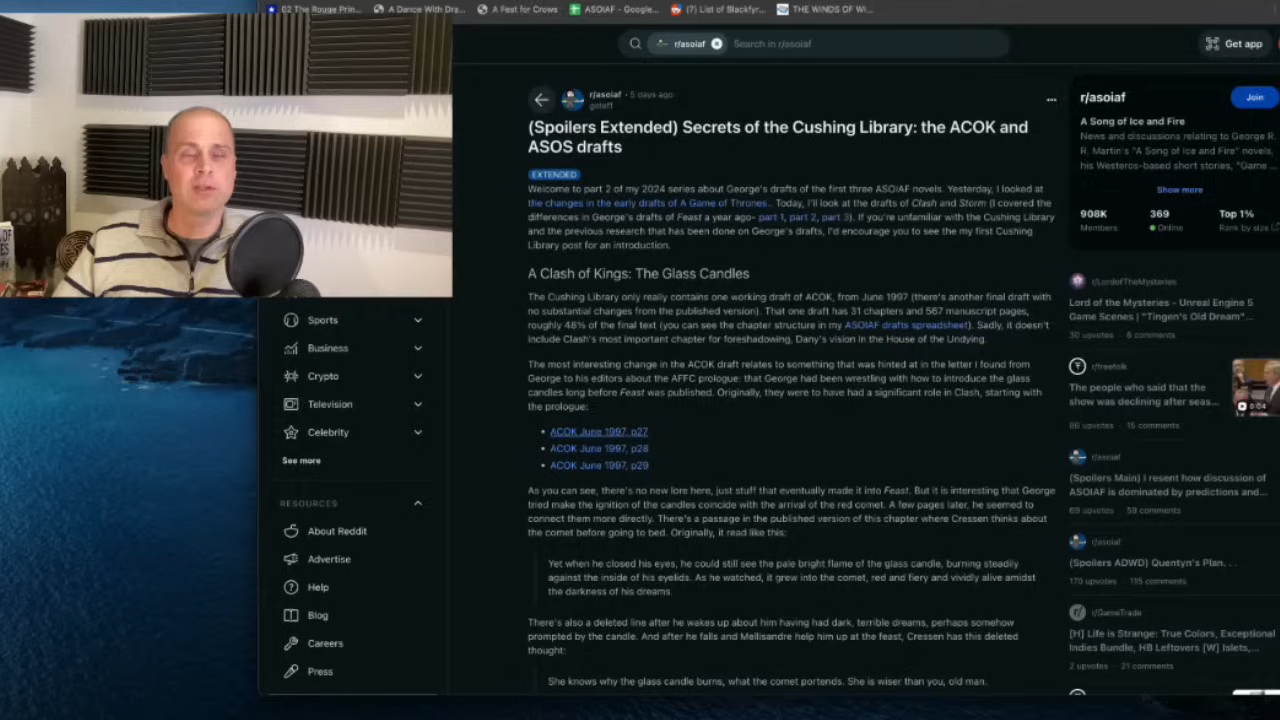 02 The Rouge Prin...
A Dance With Dra...
A Fest for Crows
ASOIAF - Google...
(?) List of Blackfyr...
THE WINDS OF WI...
r/asoiaf
Search in r/asoiaf
Get app
r/asoiaf • 5 days ago
gsteff
(Spoilers Extended) Secrets of the Cushing Library: the ACOK and
ASOS drafts
EXTENDED
Welcome to part 2 of my 2024 series about George's drafts of the first three ASOIAF novels. Yesterday, I looked at
the changes in the early drafts of A Game of Thrones. Today, I'll look at the drafts of Clash and Storm (I covered the
differences in George's drafts of Feast a year ago- part 1, part 2, part 3). If you're unfamiliar with the Cushing Library
and the previous research that has been done on George's drafts, I'd encourage you to see the my first Cushing
Library post for an introduction.
A Clash of Kings: The Glass Candles
The Cushing Library only really contains one working draft of ACOK, from June 1997 (there's another final draft with
no substantial changes from the published version). That one draft has 31 chapters and 567 manuscript pages,
roughly 48% of the final text (you can see the chapter structure in my ASOIAF drafts spreadsheet). Sadly, it doesn't
include Clash's most important chapter for foreshadowing, Dany's vision in the House of the Undying.
The most interesting change in the ACOK draft relates to something that was hinted at in the letter I found from
George to his editors about the AFFC prologue: that George had been wrestling with how to introduce the glass
candles long before Feast was published. Originally, they were to have had a significant role in Clash, starting with
the prologue:
• ACOK June 1997, p27
• ACOK June 1997, p28
• ACOK June 1997, p29
As you can see, there's no new lore here, just stuff that eventually made it into Feast. But it is interesting that George
tried make the ignition of the candles coincide with the arrival of the red comet. A few pages later, he seemed to
connect them more directly. There's a passage in the published version of this chapter where Cressen thinks about
the comet before going to bed. Originally, it read like this:
Yet when he closed his eyes, he could still see the pale bright flame of the glass candle, burning steadily
against the inside of his eyelids. As he watched, it grew into the comet, red and fiery and vividly alive amidst
the darkness of his dreams.
There's also a deleted line after he wakes up about him having had dark, terrible dreams, perhaps somehow
prompted by the candle. And after he falls and Mellisandre help him up at the feast, Cressen has this deleted
thought:
She knows why the glass candle burns, what the comet portends. She is wiser than you, old man.
Sports
Business
Crypto
Television
Celebrity
See more
RESOURCES
About Reddit
Advertise
Help
Blog
Careers
Press
r/asoiaf
Join
A Song of Ice and Fire
News and discussions relating to George R.
R. Martin's "A Song of Ice and Fire" novels,
his Westeros-based short stories, "Game ...
Show more
908K
369
Top 1%
Members
Online
Rank by size
r/LordofTheMysteries
Lord of the Mysteries - Unreal Engine 5
Game Scenes | "Tingen's Old Dream"...
30 upvotes • 6 comments
r/freefolk
The people who said that the
show was declining after seas...
86 upvotes • 15 comments
0:04
r/asoiaf
(Spoilers Main) I resent how discussion of
ASOIAF is dominated by predictions and...
69 upvotes • 59 comments
r/asoiaf
(Spoilers ADWD) Quentyn's Plan. . .
170 upvotes • 115 comments
r/GameTrade
[H] Life is Strange: True Colors, Exceptional
Indies Bundle, HB Leftovers [W] Islets,...
2 upvotes • 21 comments